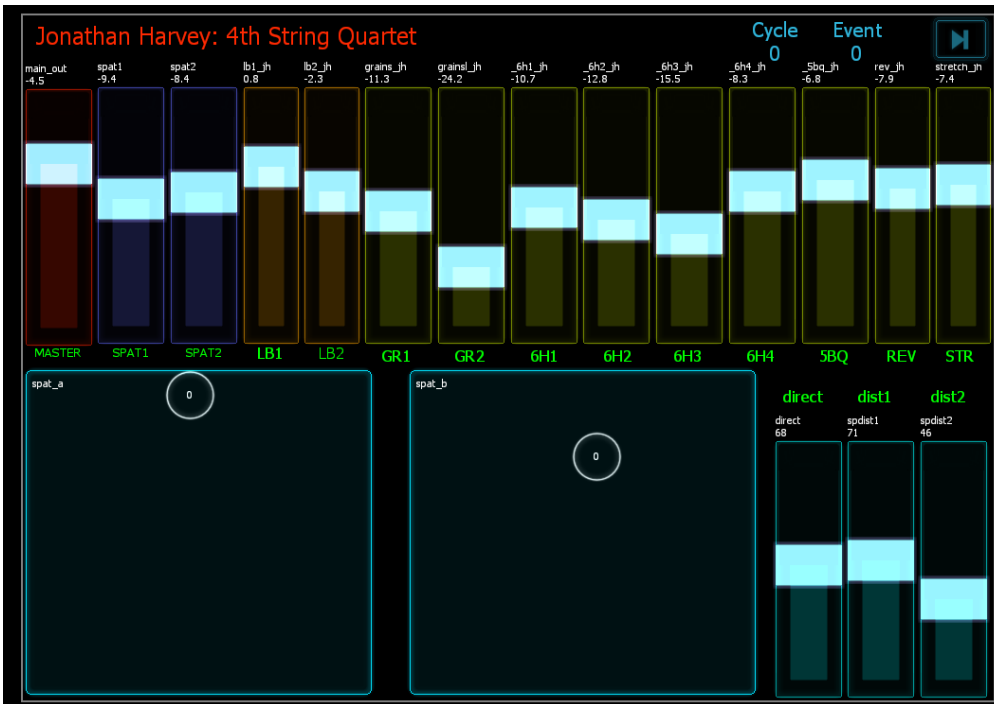 Jonathan Harvey: 4th String Quartet
Cycle Event
0 0
main_out spat1 spat2 lb1_jh lb2_jh grains_jh grainsl_jh _6h1_jh _6h2_jh _6h3_jh _6h4_jh _5bq_jh rev_jh stretch_jh
-4.5 -9.4 -8.4 0.8 -2.3 -11.3 -24.2 -10.7 -12.8 -15.5 -8.3 -6.8 -7.9 -7.4
MASTER SPAT1 SPAT2 LB1 LB2 GR1 GR2 6H1 6H2 6H3 6H4 5BQ REV STR
spat_a
0
spat_b
0
direct dist1 dist2
direct spdist1 spdist2
68 71 46